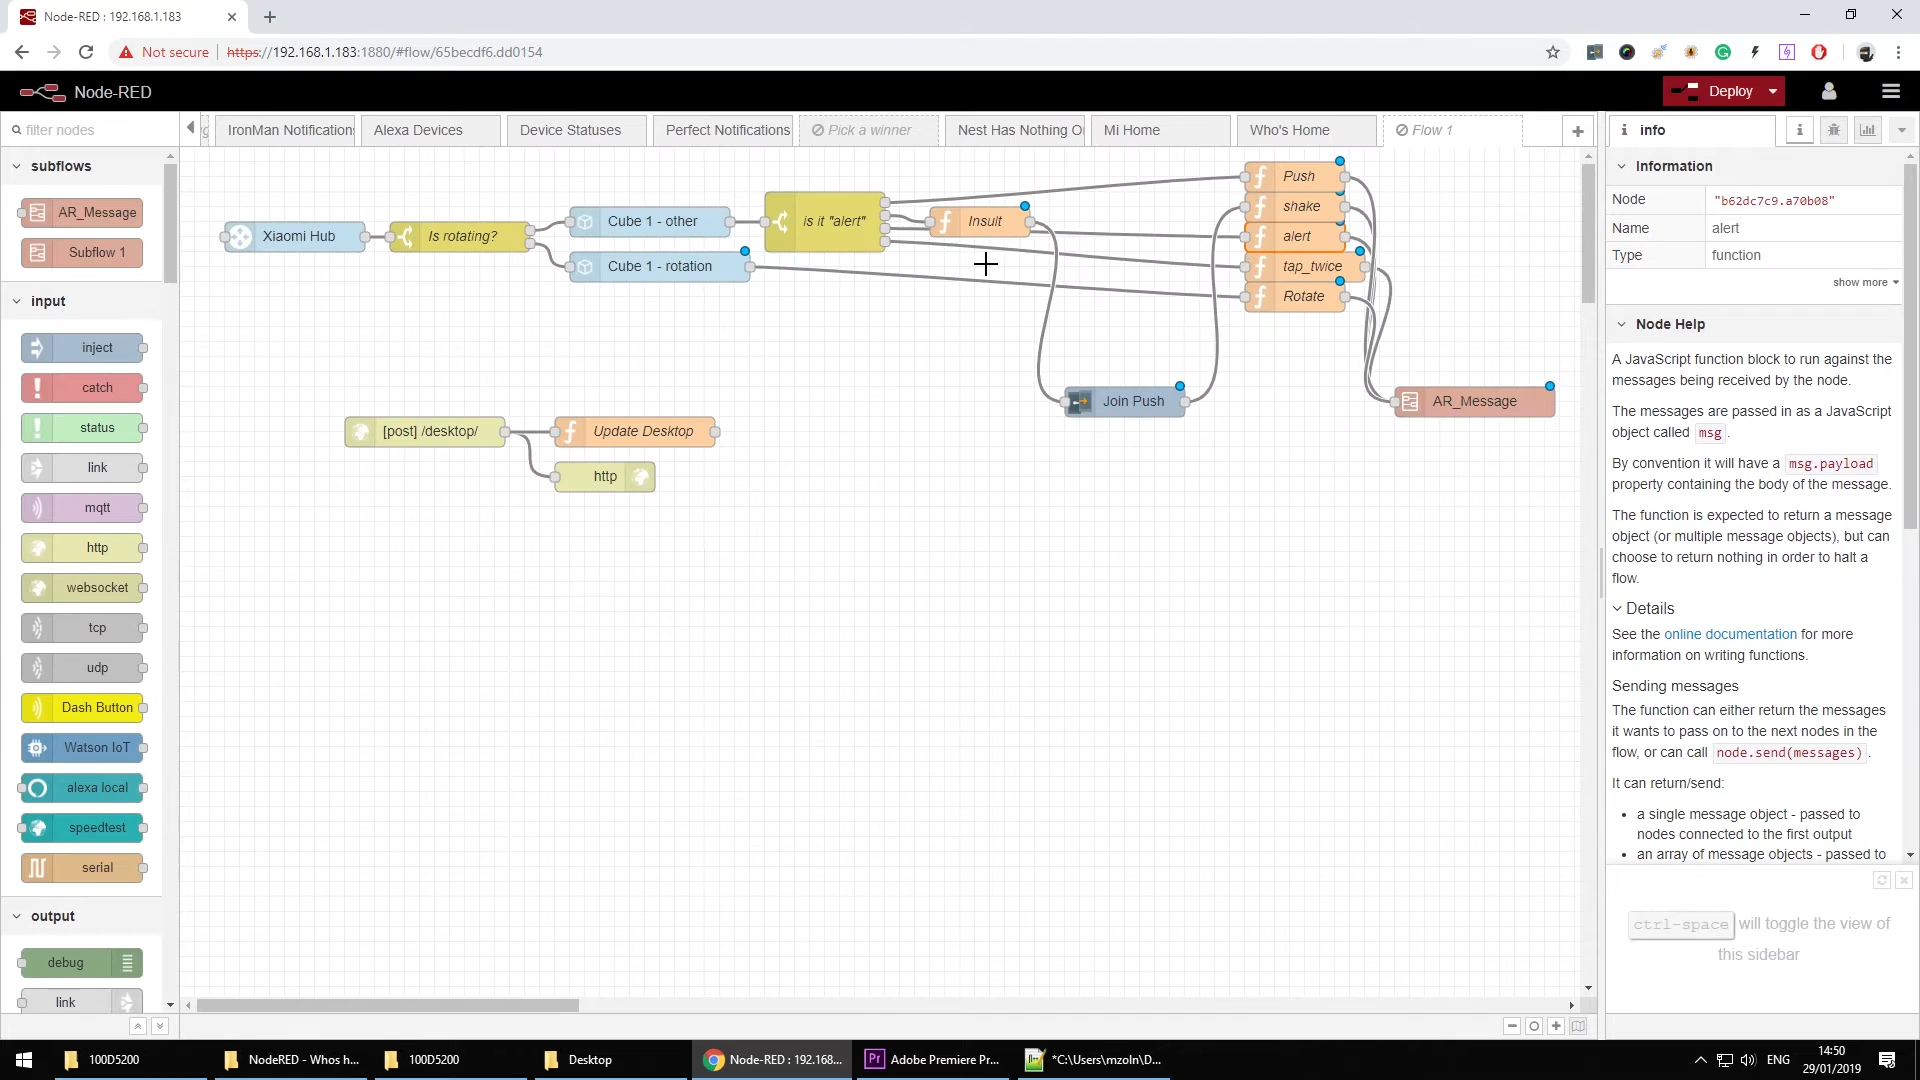 Node-RED : 192.168.1.183
Not secure
https://192.168.1.183:1880/#flow/65becdf6.dd0154
Node-RED
Deploy
filter nodes
IronMan Notifications
Alexa Devices
Device Statuses
Perfect Notifications
Pick a winner
Nest Has Nothing O
Mi Home
Who's Home
Flow 1
info
subflows
AR_Message
Subflow 1
input
inject
catch
status
link
mqtt
http
websocket
tcp
udp
Dash Button
Watson IoT
alexa local
speedtest
serial
output
debug
link
Xiaomi Hub
Is rotating?
Cube 1 - other
Cube 1 - rotation
is it "alert"
Insult
Push
shake
alert
tap_twice
Rotate
Join Push
AR_Message
[post] /desktop/
Update Desktop
http
Information
Node "b62dc7c9.a70b08"
Name alert
Type function
show more
Node Help
A JavaScript function block to run against the
messages being received by the node.
The messages are passed in as a JavaScript
object called msg .
By convention it will have a msg.payload
property containing the body of the message.
The function is expected to return a message
object (or multiple message objects), but can
choose to return nothing in order to halt a
flow.
Details
See the online documentation for more
information on writing functions.
Sending messages
The function can either return the messages
it wants to pass on to the next nodes in the
flow, or can call node.send(messages) .
It can return/send:
• a single message object - passed to
nodes connected to the first output
• an array of message objects - passed to
ctrl-space will toggle the view of
this sidebar
100D5200
NodeRED - Whos h...
100D5200
Desktop
Node-RED : 192.168...
Adobe Premiere Pr...
*C:\Users\mzoln\D...
ENG
14:50
29/01/2019